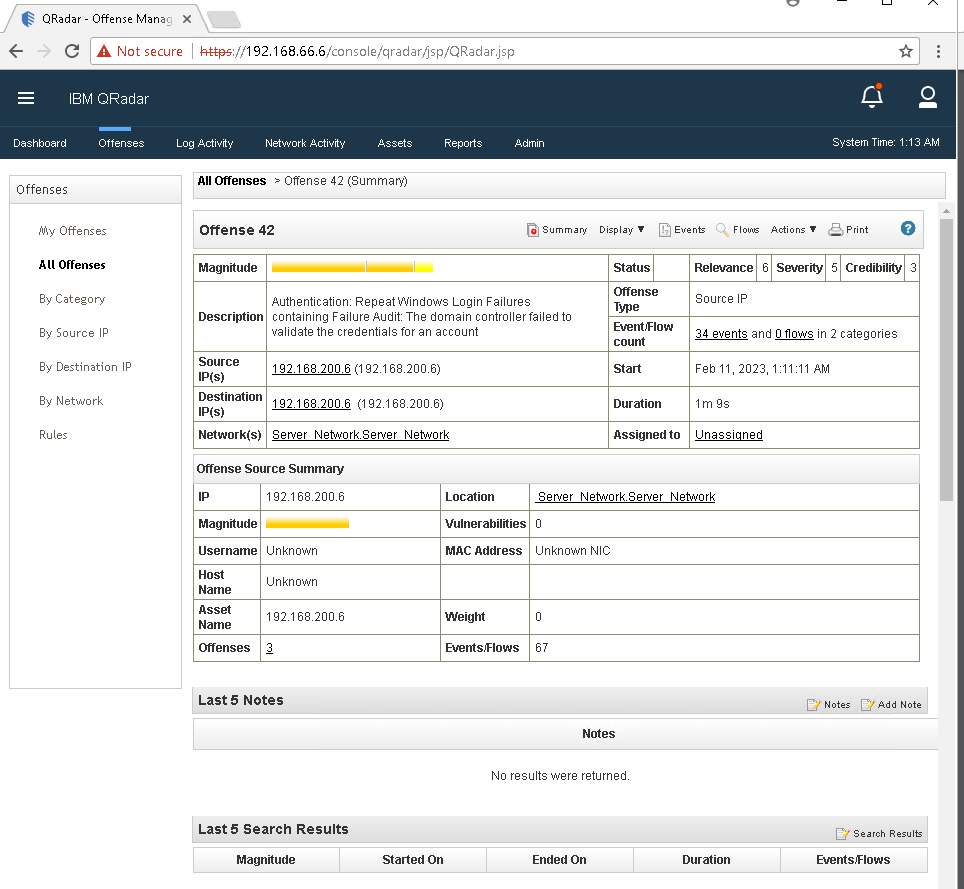 QRadar - Offense Manag
Not secure https://192.168.66.6/console/qradar/jsp/QRadar.jsp
IBM QRadar
Dashboard Offenses Log Activity Network Activity Assets Reports Admin System Time: 1:13 AM
Offenses
My Offenses
All Offenses
By Category
By Source IP
By Destination IP
By Network
Rules
All Offenses > Offense 42 (Summary)
Offense 42 Summary Display ▼ Events Flows Actions ▼ Print ?
Magnitude Status Relevance 6 Severity 5 Credibility 3
Description
Authentication: Repeat Windows Login Failures
containing Failure Audit: The domain controller failed to
validate the credentials for an account
Offense
Type
Source IP
Event/Flow
count
34 events and 0 flows in 2 categories
Source
IP(s)
192.168.200.6 (192.168.200.6)
Start Feb 11, 2023, 1:11:11 AM
Destination
IP(s)
192.168.200.6 (192.168.200.6)
Duration 1m 9s
Network(s) Server_Network.Server_Network Assigned to Unassigned
Offense Source Summary
IP 192.168.200.6 Location Server_Network.Server_Network
Magnitude Vulnerabilities 0
Username Unknown MAC Address Unknown NIC
Host
Name
Unknown
Asset
Name
192.168.200.6 Weight 0
Offenses 3 Events/Flows 67
Last 5 Notes Notes Add Note
Notes
No results were returned.
Last 5 Search Results Search Results
Magnitude Started On Ended On Duration Events/Flows